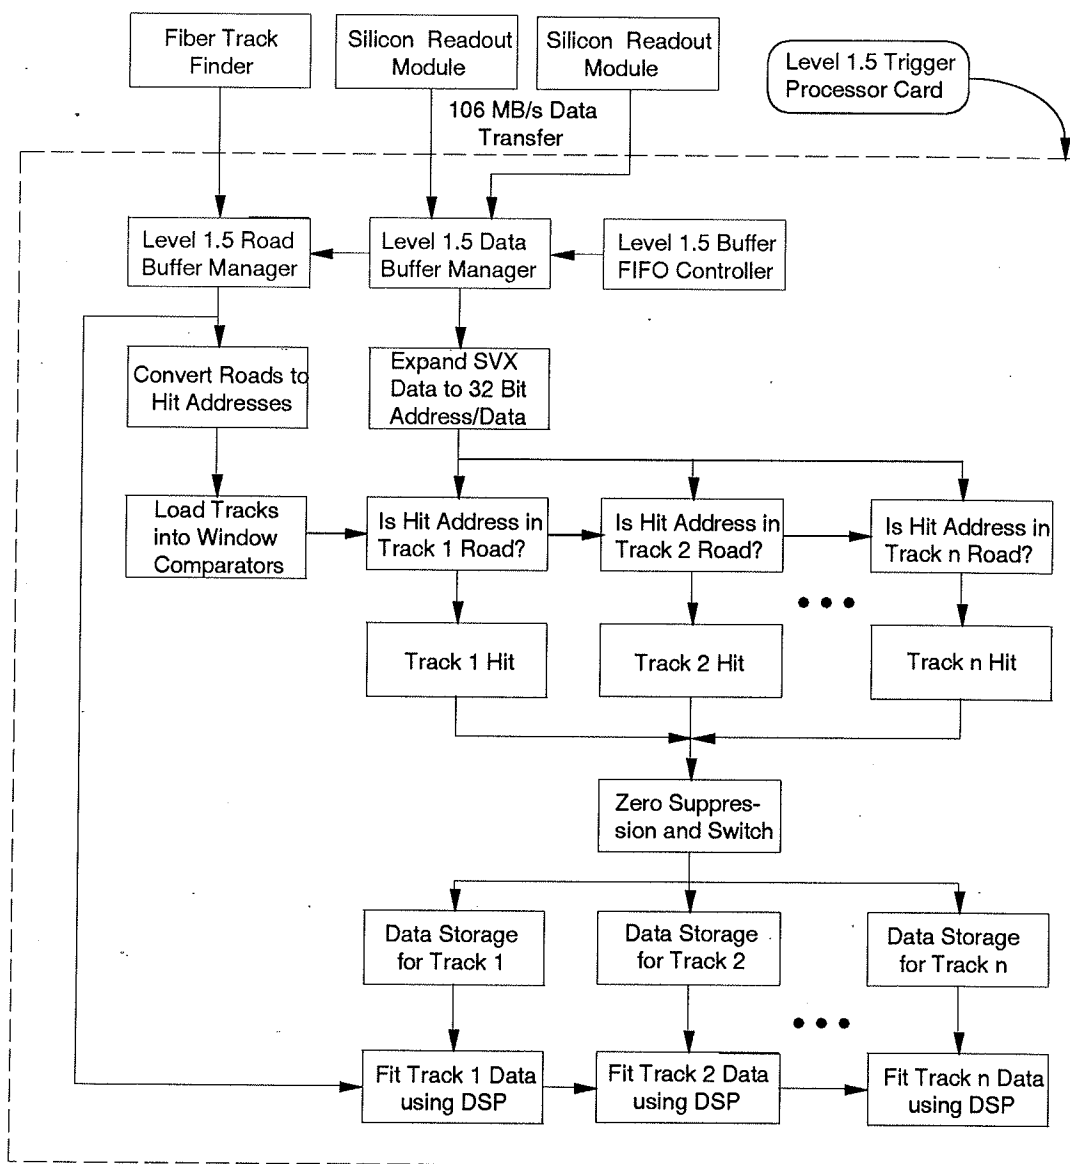 Fiber Track
Finder
Silicon Readout
Module
Silicon Readout
Module
Level 1.5 Trigger
Processor Card
106 MB/s Data
Transfer
Level 1.5 Road
Buffer Manager
Level 1.5 Data
Buffer Manager
Level 1.5 Buffer
FIFO Controller
Convert Roads to
Hit Addresses
Expand SVX
Data to 32 Bit
Address/Data
Load Tracks
into Window
Comparators
Is Hit Address in
Track 1 Road?
Is Hit Address in
Track 2 Road?
Is Hit Address in
Track n Road?
Track 1 Hit
Track 2 Hit
Track n Hit
Zero Suppres-
sion and Switch
Data Storage
for Track 1
Data Storage
for Track 2
Data Storage
for Track n
Fit Track 1 Data
using DSP
Fit Track 2 Data
using DSP
Fit Track n Data
using DSP